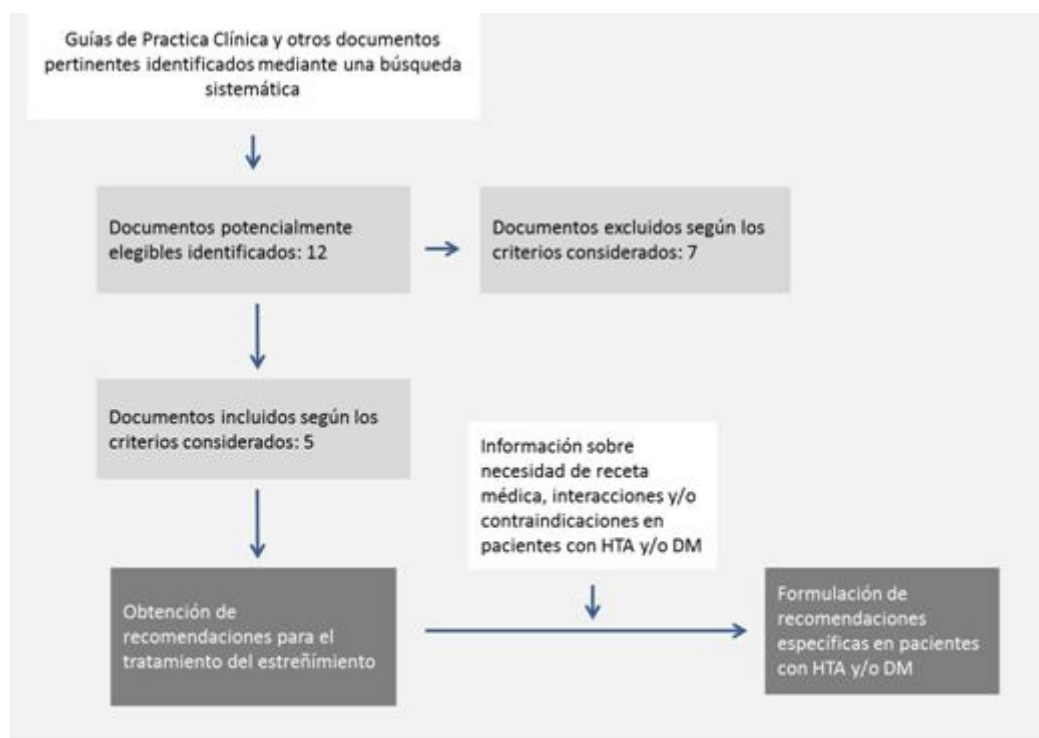 Guías de Practica Clínica y otros documentos
pertinentes identificados mediante una búsqueda
sistemática
Documentos potencialmente
elegibles identificados: 12
Documentos excluidos según los
criterios considerados: 7
Documentos incluidos según los
criterios considerados: 5
Información sobre
necesidad de receta
médica, interacciones y/o
contraindicaciones en
pacientes con HTA y/o DM
Obtención de
recomendaciones para el
tratamiento del estreñímiento
Formulación de
recomendaciones
específicas en pacientes
con HTA y/o DM